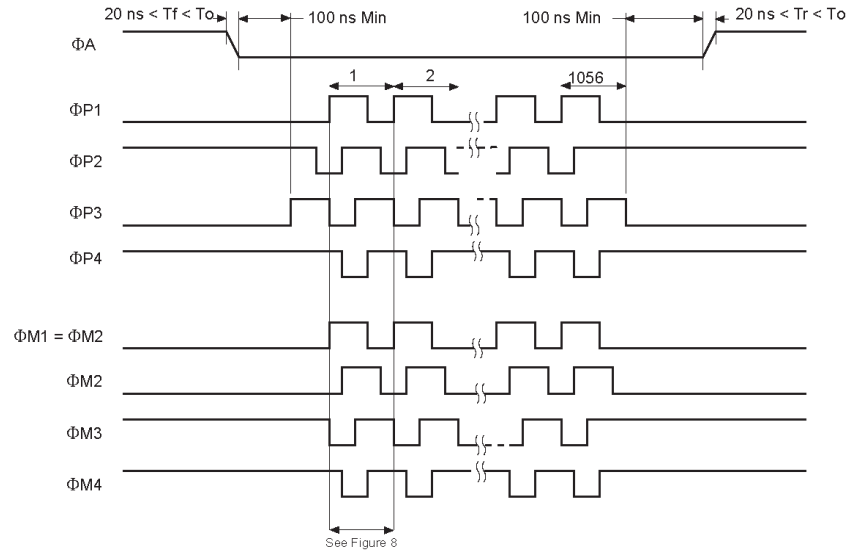 20 ns < Tf < To
100 ns Min
100 ns Min
20 ns < Tr < To
ΦA
1
2
1056
ΦP1
ΦP2
ΦP3
ΦP4
ΦM1 = ΦM2
ΦM2
ΦM3
ΦM4
See Figure 8